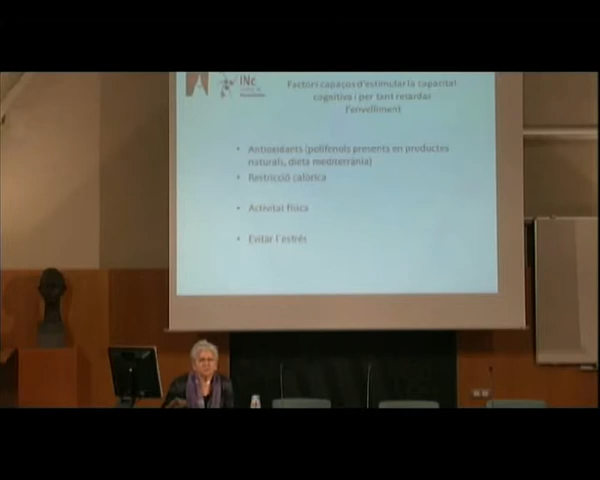 INc
Factors capaços d'estimular la capacitat
cognitiva i per tant retardar
l'envelliment
• Antioxidants (polifenols presents en productes
naturals, dieta mediterrània)
• Restricció calòrica
• Activitat física
• Evitar l'estrés